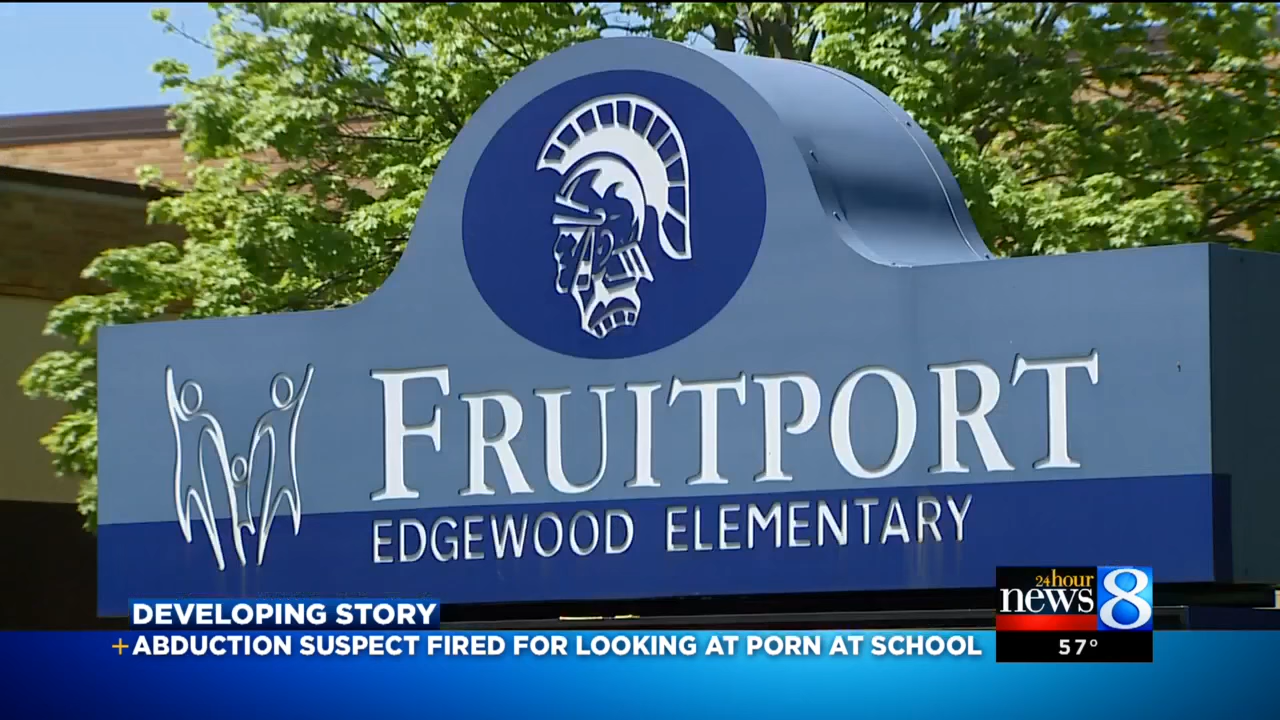 FRUITPORT
EDGEWOOD ELEMENTARY
DEVELOPING STORY
+ABDUCTION SUSPECT FIRED FOR LOOKING AT PORN AT SCHOOL
24hour
news 8
57°